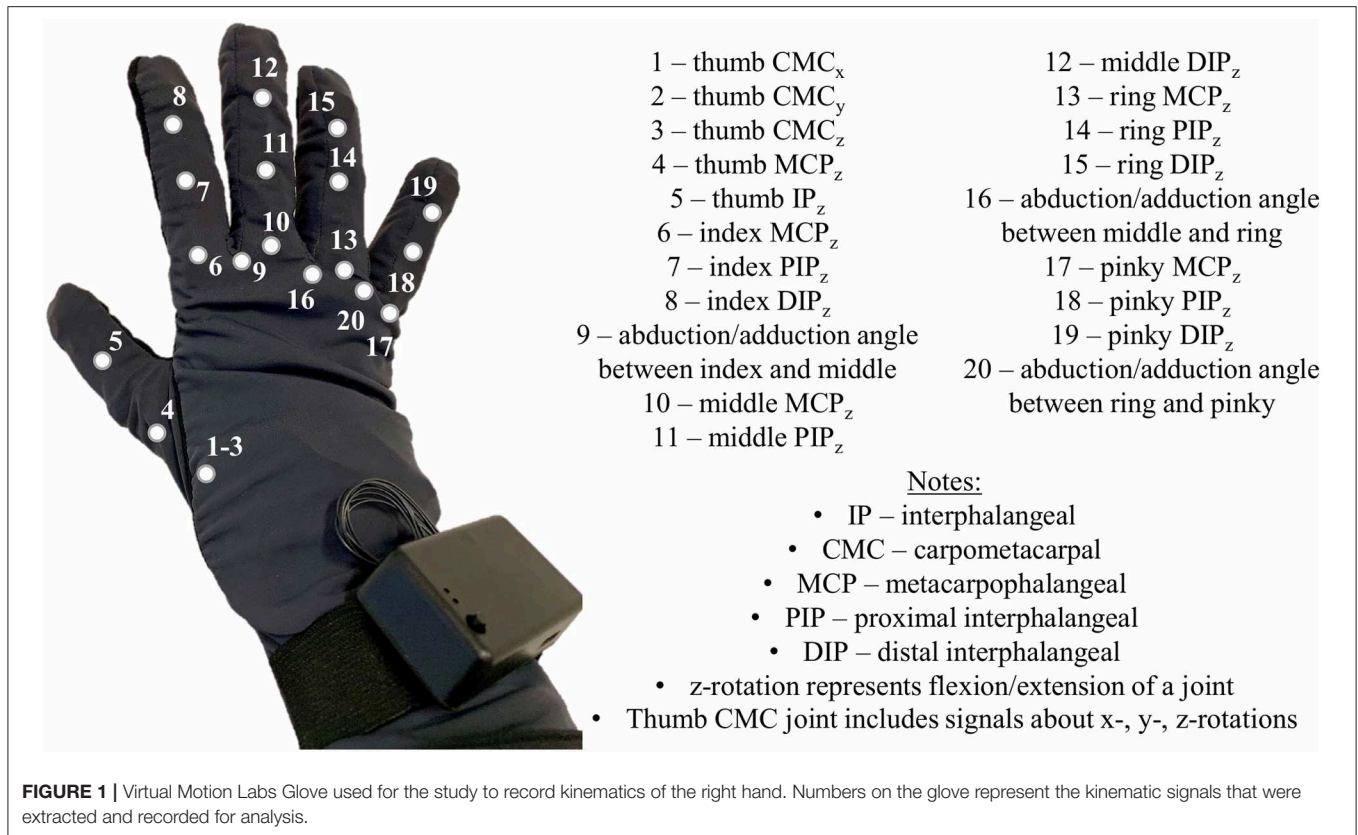 12
8
15
11
14
7
19
10
13
6
9
18
16
20
17
5
4
1-3
1 – thumb CMCx
2 – thumb CMCy
3 – thumb CMCz
4 – thumb MCPz
5 – thumb IPz
6 – index MCPz
7 – index PIPz
8 – index DIPz
9 – abduction/adduction angle
between index and middle
10 – middle MCPz
11 – middle PIPz
12 – middle DIPz
13 – ring MCPz
14 – ring PIPz
15 – ring DIPz
16 – abduction/adduction angle
between middle and ring
17 – pinky MCPz
18 – pinky PIPz
19 – pinky DIPz
20 – abduction/adduction angle
between ring and pinky
Notes:
• IP – interphalangeal
• CMC – carpometacarpal
• MCP – metacarpophalangeal
• PIP – proximal interphalangeal
• DIP – distal interphalangeal
• z-rotation represents flexion/extension of a joint
• Thumb CMC joint includes signals about x-, y-, z-rotations
FIGURE 1 | Virtual Motion Labs Glove used for the study to record kinematics of the right hand. Numbers on the glove represent the kinematic signals that were
extracted and recorded for analysis.